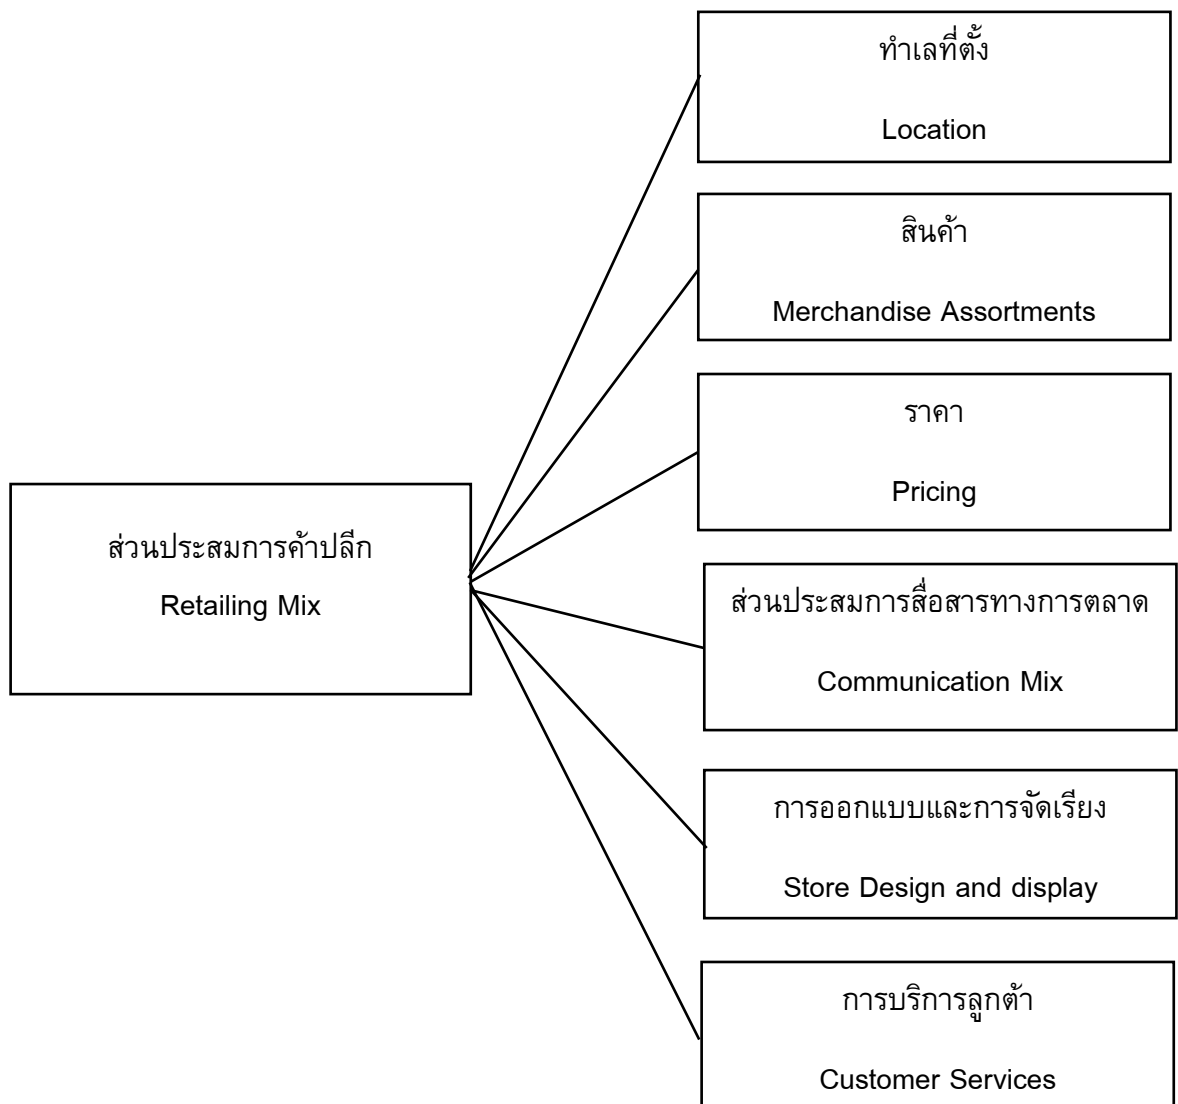 ทำเลที่ตั้ง
Location
สินค้า
Merchandise Assortments
ราคา
Pricing
ส่วนประสมการค้าปลีก
Retailing Mix
ส่วนประสมการสื่อสารทางการตลาด
Communication Mix
การออกแบบและการจัดเรียง
Store Design and display
การบริการลูกต้า
Customer Services